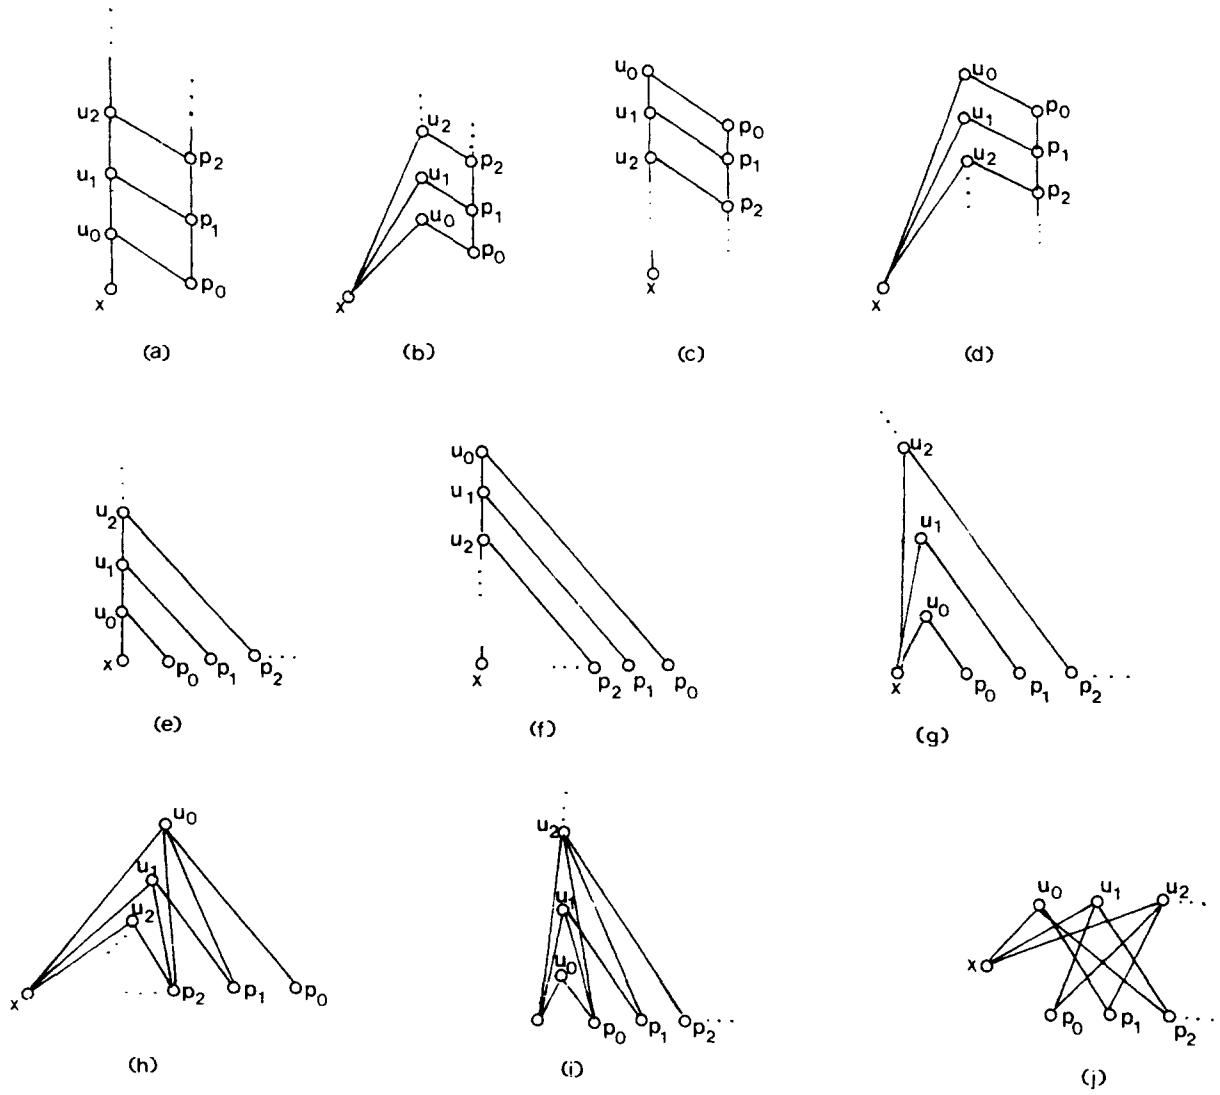 u₂ p₂
u₁ p₁
u₀ p₀
x
(a)
u₂ p₂
u₁ p₁
u₀ p₀
x
(b)
u₀ p₀
u₁ p₁
u₂ p₂
x
(c)
u₀ p₀
u₁ p₁
u₂ p₂
x
(d)
u₂
u₁
u₀
x p₀ p₁ p₂
(e)
u₀
u₁
u₂
x p₂ p₁ p₀
(f)
u₂
u₁
u₀
x p₀ p₁ p₂
(g)
u₀
u₁
u₂
x p₂ p₁ p₀
(h)
u₂
u₁
u₀
p₀ p₁ p₂
(i)
u₀ u₁ u₂
x
p₀ p₁ p₂
(j)